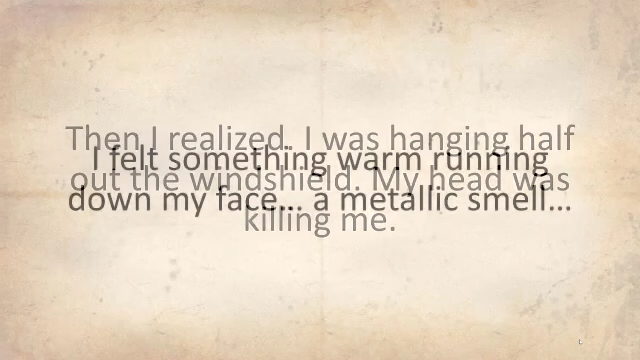 Then I realized. I was hanging half
I felt something warm running
out the windshield. My head was
down my face... a metallic smell...
killing me.